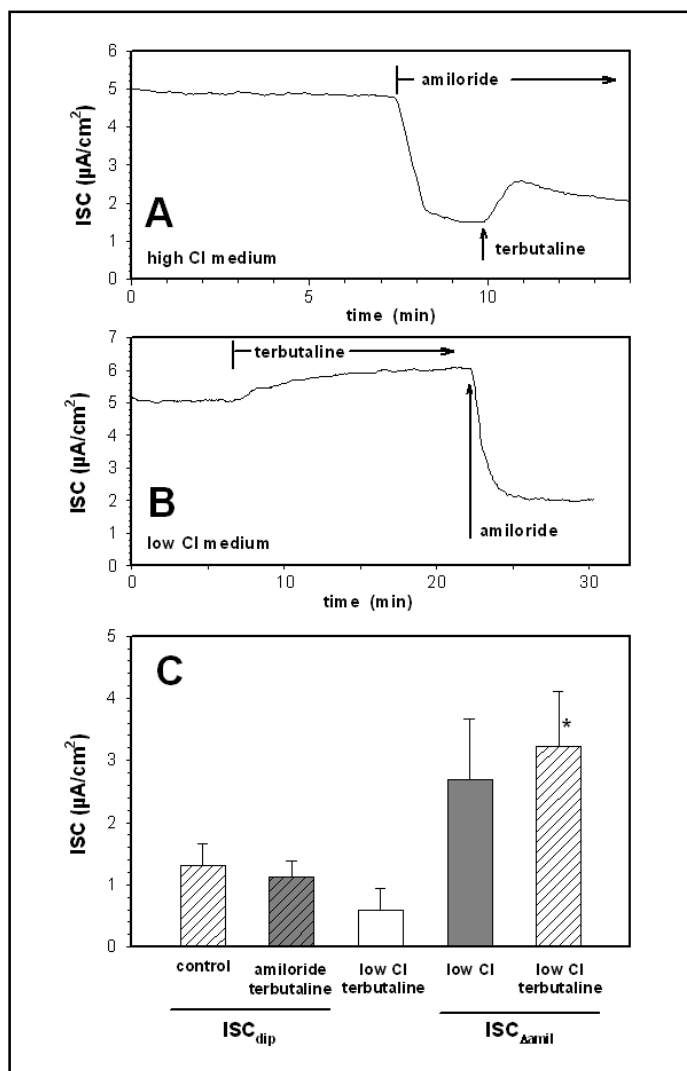 6
5
4
3
2
1
0
ISC (µA/cm²)
amiloride
A
high Cl medium
terbutaline
0
5
10
time (min)
7
6
5
4
3
2
1
0
ISC (µA/cm²)
terbutaline
B
low Cl medium
amiloride
0
10
20
30
time (min)
5
4
3
2
1
0
ISC (µA/cm²)
C
*
control
amiloride
terbutaline
low Cl
terbutaline
low Cl
low Cl
terbutaline
ISCdip
ISCΔamil